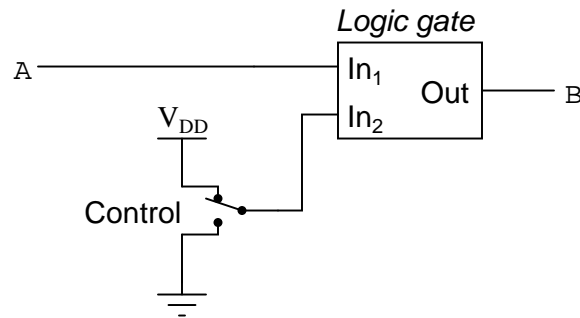 Logic gate
A
In1
In2
Out
B
VDD
Control